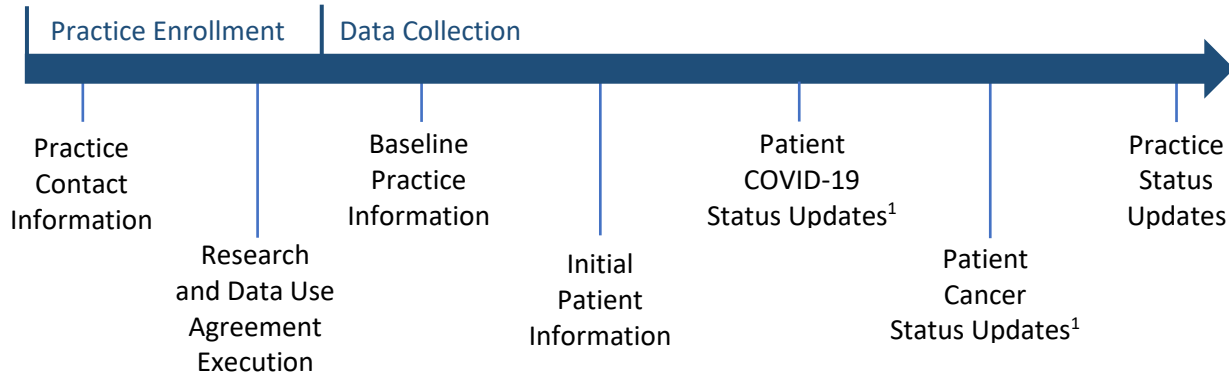 Practice Enrollment
Data Collection
Practice
Contact
Information
Research
and Data Use
Agreement
Execution
Baseline
Practice
Information
Initial
Patient
Information
Patient
COVID-19
Status Updates¹
Patient
Cancer
Status Updates¹
Practice
Status
Updates